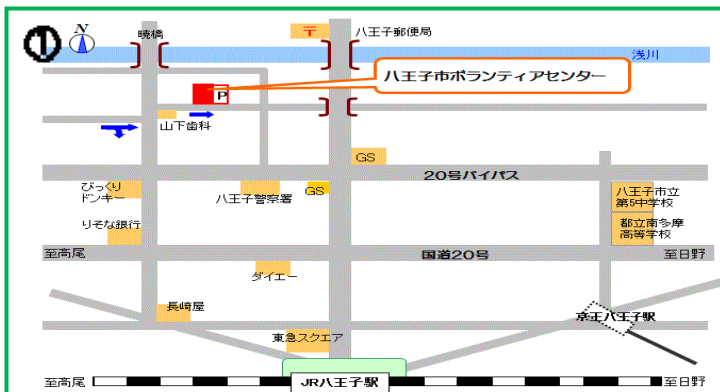 ①
N
暁橋
〒
八王子郵便局
浅川
八王子市ボランティアセンター
P
山下歯科
GS
20号バイパス
びっくり
ドンキー
八王子警察署
GS
八王子市立
第5中学校
りそな銀行
都立南多摩
高等学校
至高尾
国道20号
至日野
ダイエー
長崎屋
京王八王子駅
東急スクエア
至高尾
JR八王子駅
至日野